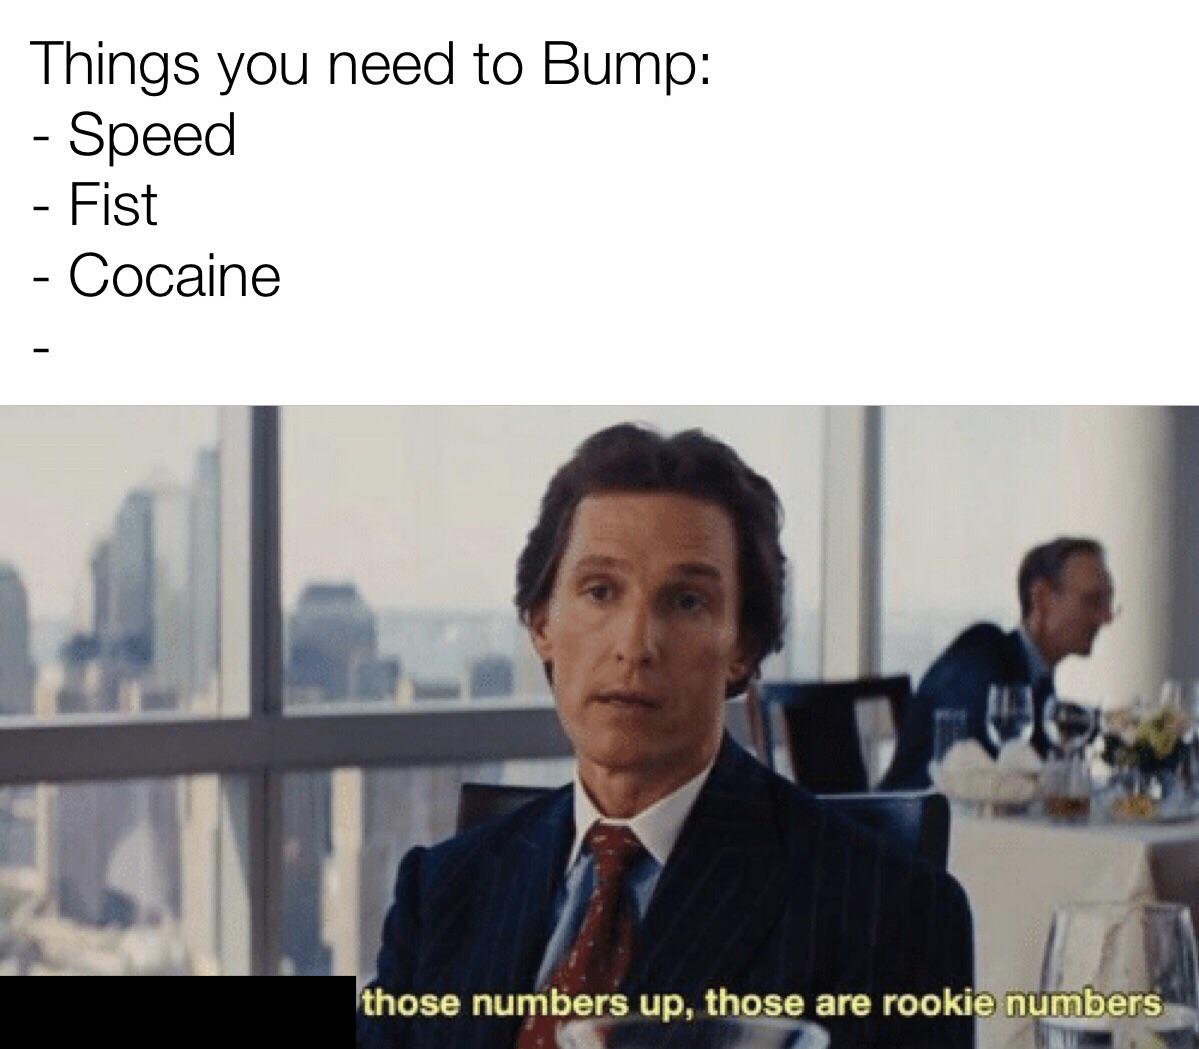 Things you need to Bump:
- Speed
- Fist
- Cocaine
-
those numbers up, those are rookie numbers